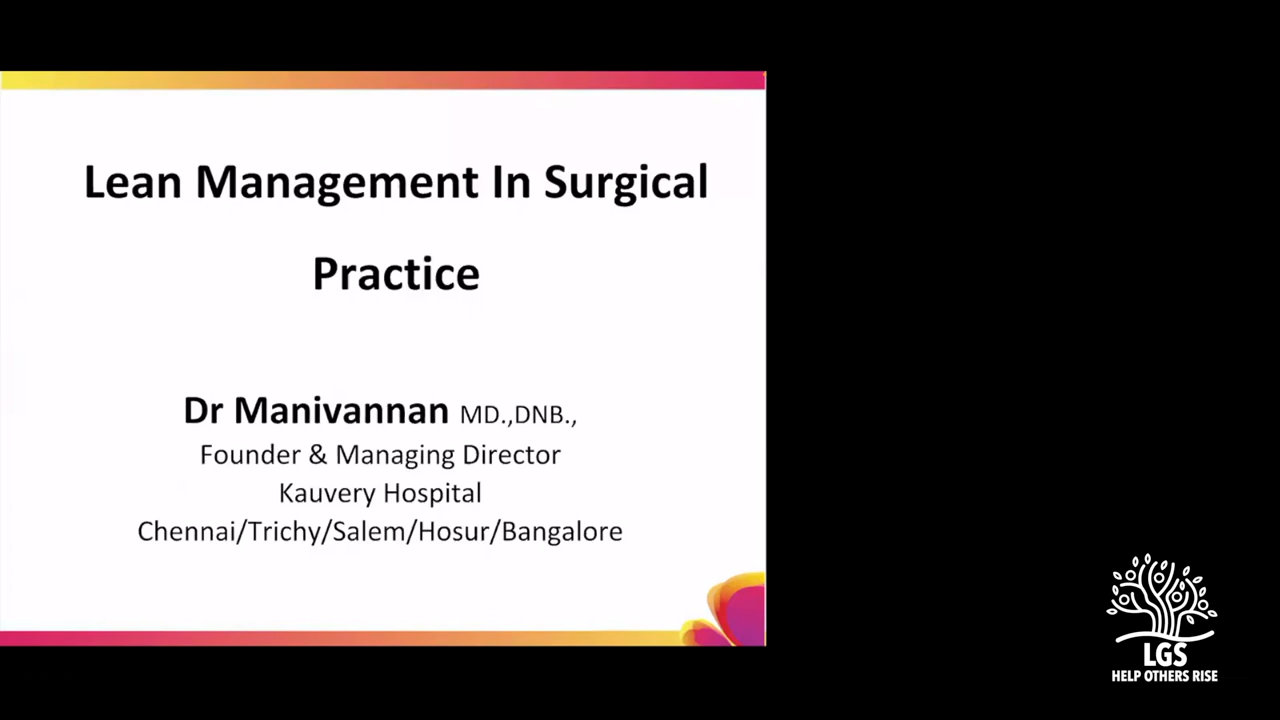 Lean Management In Surgical
Practice
Dr Manivannan MD.,DNB.,
Founder & Managing Director
Kauvery Hospital
Chennai/Trichy/Salem/Hosur/Bangalore
LGS
HELP OTHERS RISE